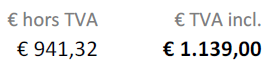 € hors TVA € TVA incl.
€ 941,32 € 1.139,00